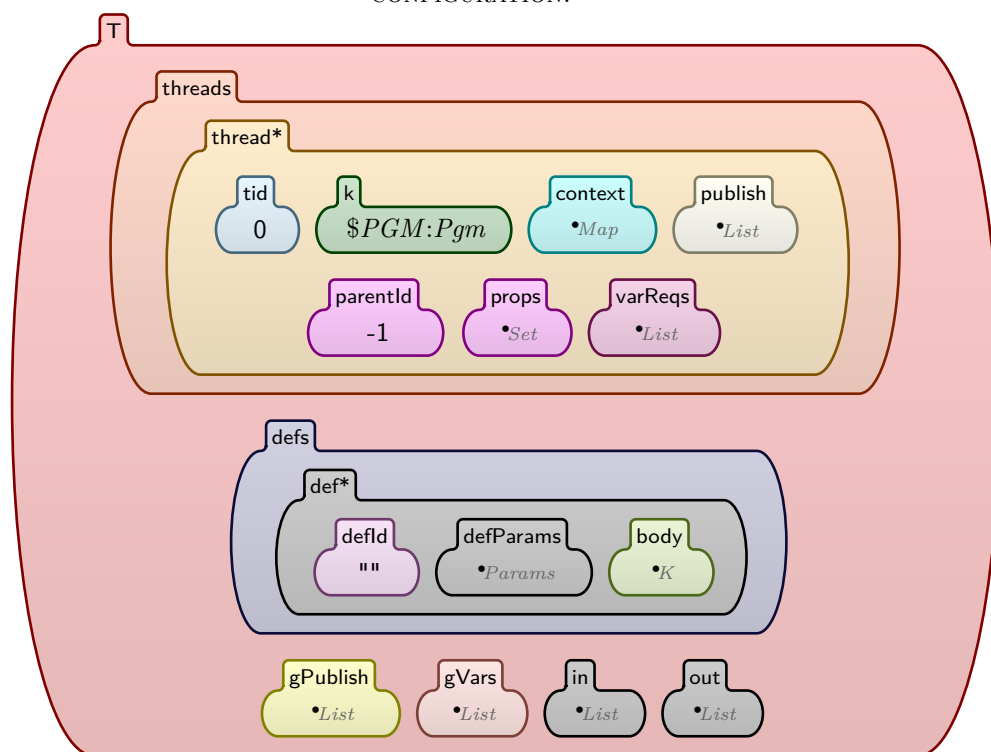 CONFIGURATION:
T
threads
thread*
tid k context publish
0 $PGM:Pgm •Map •List
parentId props varReqs
-1 •Set •List
defs
def*
defId defParams body
"" •Params •K
gPublish gVars in out
•List •List •List •List